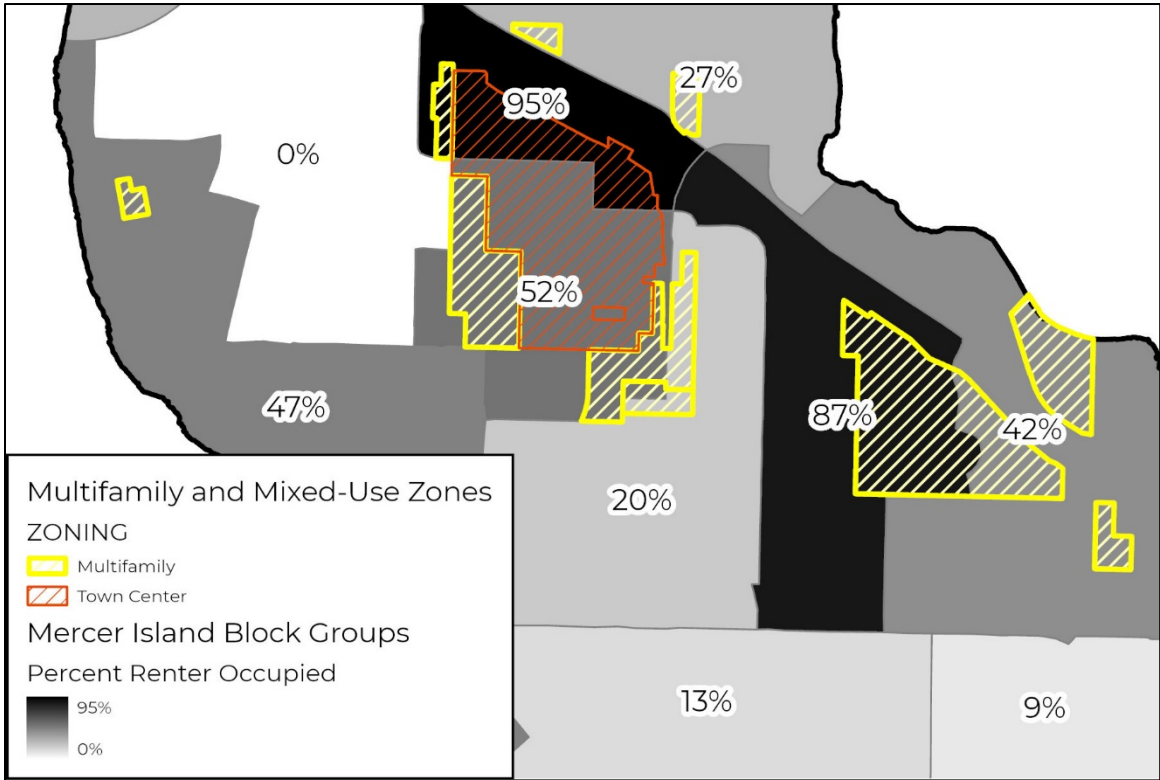 27%
95%
0%
52%
47%
87%
42%
20%
13%
9%
Multifamily and Mixed-Use Zones
ZONING
Multifamily
Town Center
Mercer Island Block Groups
Percent Renter Occupied
95%
0%